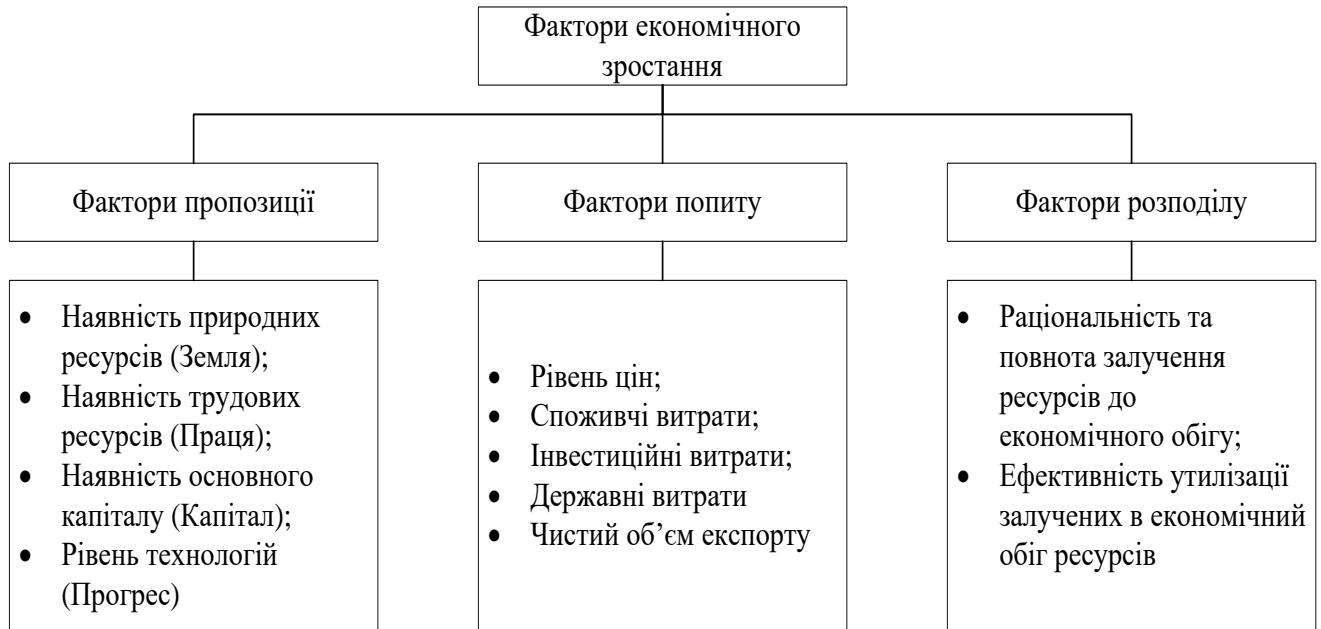 Фактори економічного
зростання
Фактори пропозиції
Фактори попиту
Фактори розподілу
• Наявність природних
ресурсів (Земля);
• Наявність трудових
ресурсів (Праця);
• Наявність основного
капіталу (Капітал);
• Рівень технологій
(Прогрес)
• Рівень цін;
• Споживчі витрати;
• Інвестиційні витрати;
• Державні витрати
• Чистий об’єм експорту
• Раціональність та
повнота залучення
ресурсів до
економічного обігу;
• Ефективність утилізації
залучених в економічний
обіг ресурсів